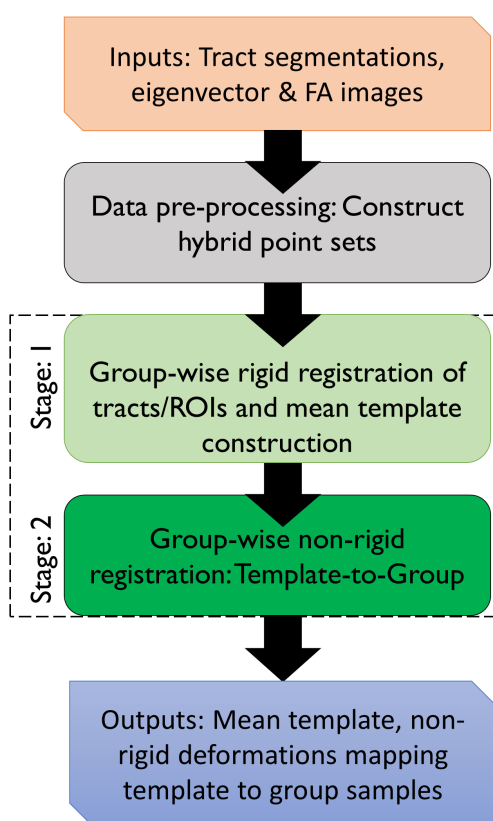 Inputs: Tract segmentations,
eigenvector & FA images
Data pre-processing: Construct
hybrid point sets
Stage: 1
Group-wise rigid registration of
tracts/ROIs and mean template
construction
Stage: 2
Group-wise non-rigid
registration: Template-to-Group
Outputs: Mean template, non-
rigid deformations mapping
template to group samples